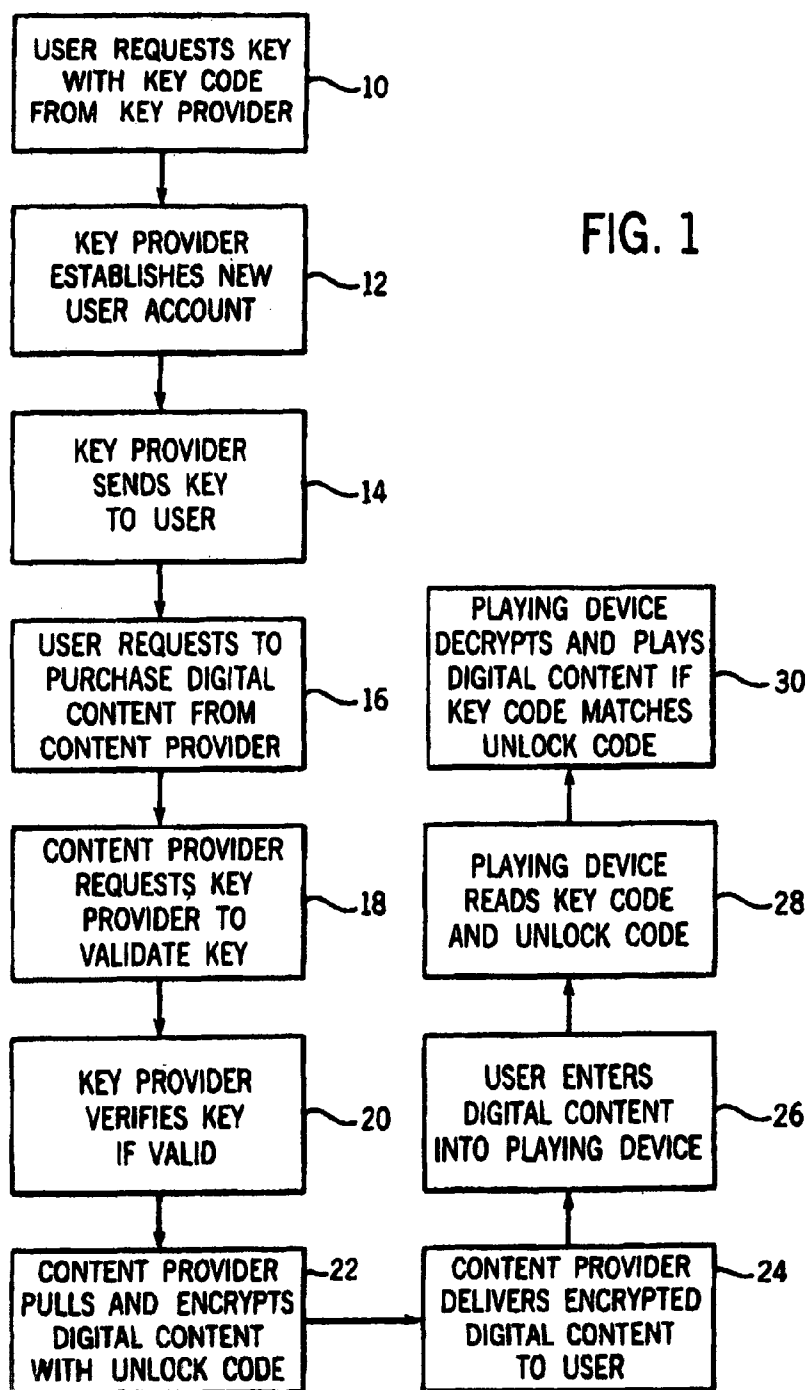 USER REQUESTS KEY
WITH KEY CODE
FROM KEY PROVIDER
10
FIG. 1
KEY PROVIDER
ESTABLISHES NEW
USER ACCOUNT
12
KEY PROVIDER
SENDS KEY
TO USER
14
USER REQUESTS TO
PURCHASE DIGITAL
CONTENT FROM
CONTENT PROVIDER
16
CONTENT PROVIDER
REQUESTS KEY
PROVIDER TO
VALIDATE KEY
18
KEY PROVIDER
VERIFIES KEY
IF VALID
20
CONTENT PROVIDER
PULLS AND ENCRYPTS
DIGITAL CONTENT
WITH UNLOCK CODE
22
CONTENT PROVIDER
DELIVERS ENCRYPTED
DIGITAL CONTENT
TO USER
24
USER ENTERS
DIGITAL CONTENT
INTO PLAYING DEVICE
26
PLAYING DEVICE
READS KEY CODE
AND UNLOCK CODE
28
PLAYING DEVICE
DECRYPTS AND PLAYS
DIGITAL CONTENT IF
KEY CODE MATCHES
UNLOCK CODE
30